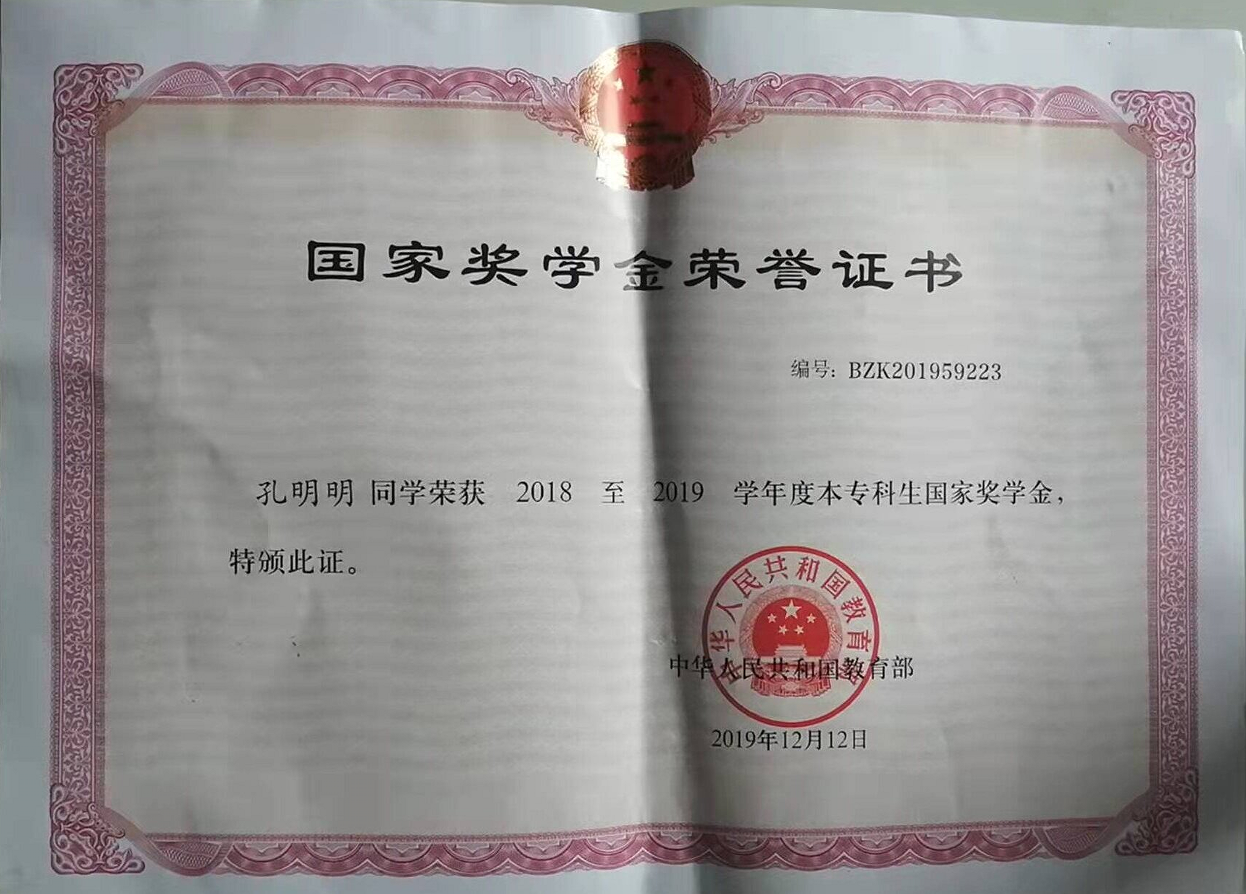 国家奖学金荣誉证书
编号：BZK201959223
孔明明 同学荣获 2018 至 2019 学年度本专科生国家奖学金，
特颁此证。
中华人民共和国教育部
中华人民共和国教育部
2019年12月12日